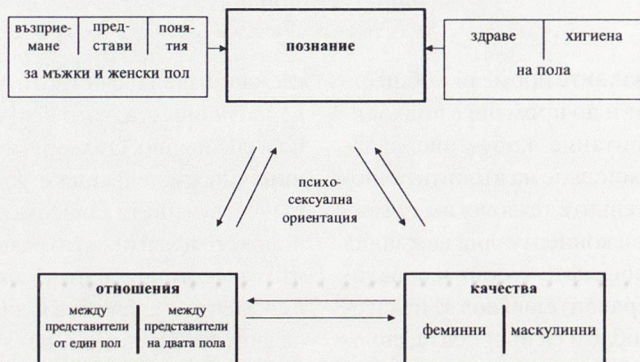 възприе-
мане
пред-
стави
поня-
тия
за мъжки и женски пол
познание
здраве
хигиена
на пола
психо-
сексуална
ориентация
отношения
между
представители
от един пол
между
представители
на двата пола
качества
феминни
маскулинни